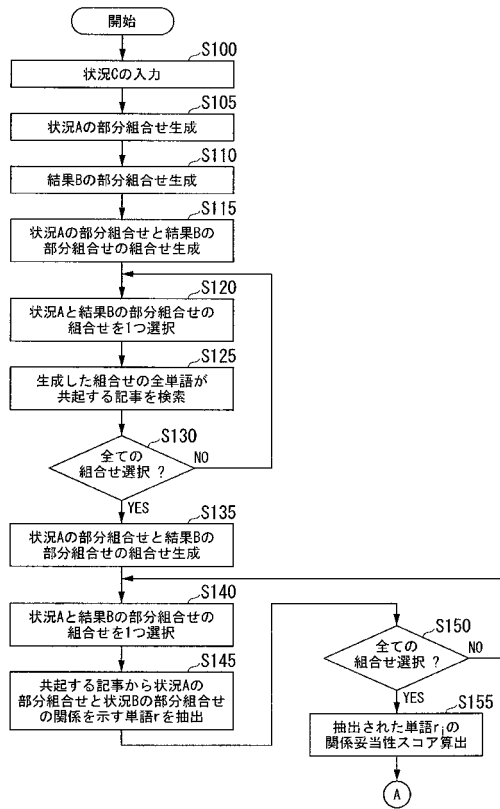 開始
S100
状況Cの入力
S105
状況Aの部分組合せ生成
S110
結果Bの部分組合せ生成
S115
状況Aの部分組合せと結果Bの
部分組合せの組合せ生成
S120
状況Aと結果Bの部分組合せの
組合せを1つ選択
S125
生成した組合せの全単語が
共起する記事を検索
S130
全ての
組合せ選択 ?
NO
YES
S135
状況Aの部分組合せと結果Bの
部分組合せの組合せ生成
S140
状況Aと結果Bの部分組合せの
組合せを1つ選択
S145
共起する記事から状況Aの
部分組合せと状況Bの部分組合せ
の関係を示す単語rを抽出
S150
全ての
組合せ選択 ?
NO
YES
S155
抽出された単語rjの
関係妥当性スコア算出
A